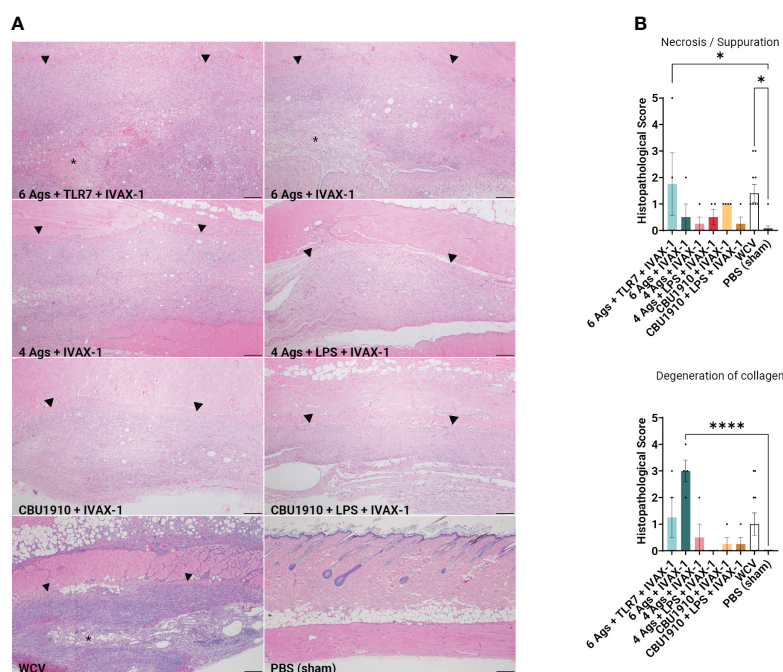 A
6 Ags + TLR7 + IVAX-1
*
6 Ags + IVAX-1
*
4 Ags + IVAX-1
4 Ags + LPS + IVAX-1
CBU1910 + IVAX-1
CBU1910 + LPS + IVAX-1
WCV
*
PBS (sham)
B
Necrosis / Suppuration
*
*
Histopathological Score
5
4
3
2
1
0
6 Ags + TLR7 + IVAX-1
6 Ags + IVAX-1
4 Ags + IVAX-1
4 Ags + LPS + IVAX-1
CBU1910 + IVAX-1
CBU1910 + LPS + IVAX-1
WCV
PBS (sham)
Degeneration of collagen
****
Histopathological Score
5
4
3
2
1
0
6 Ags + TLR7 + IVAX-1
6 Ags + IVAX-1
4 Ags + IVAX-1
4 Ags + LPS + IVAX-1
CBU1910 + IVAX-1
CBU1910 + LPS + IVAX-1
WCV
PBS (sham)